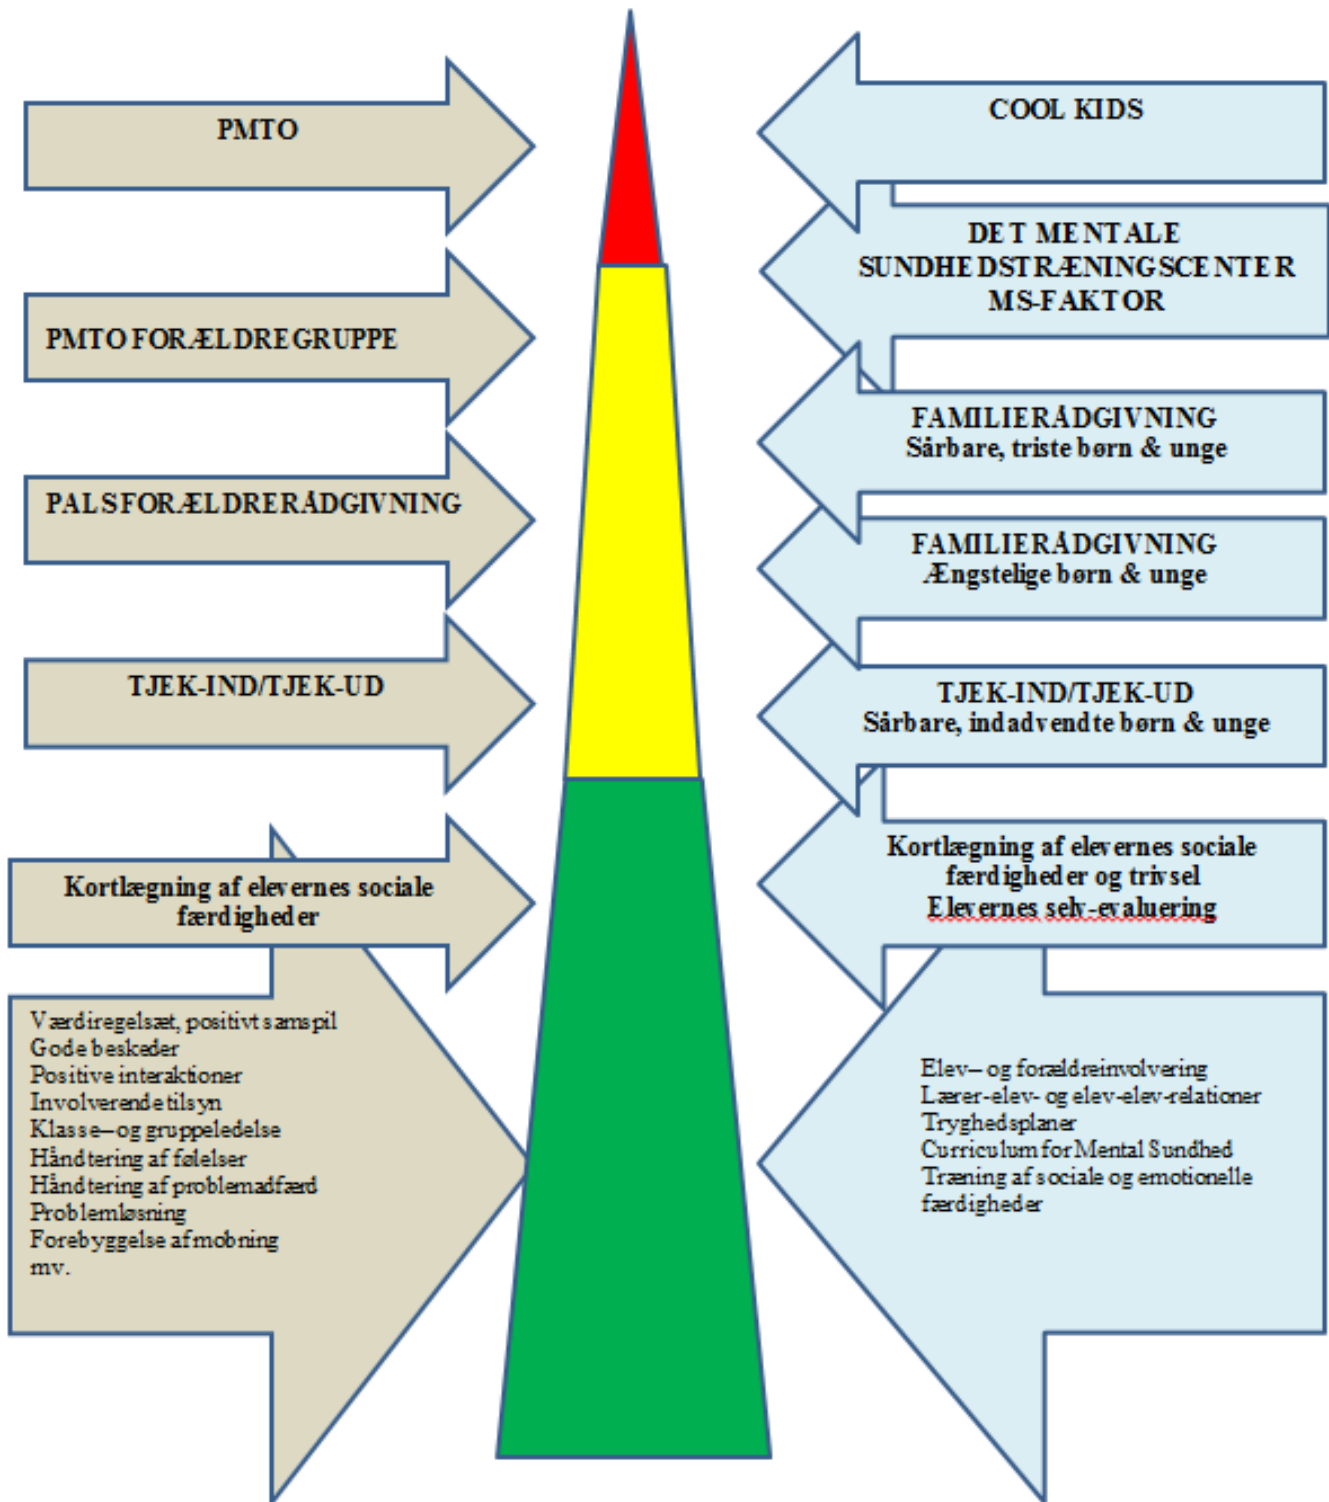 PMTO
PMTO FORÆLDREGRUPPE
PALS FORÆLDRERÅDGIVNING
TJEK-IND/TJEK-UD
Kortlægning af elevernes sociale
færdigheder
Værdiregelsæt, positivt samspil
Gode beskeder
Positive interaktioner
Involverende tilsyn
Klasse– og gruppeledelse
Håndtering af følelser
Håndtering af problemadfærd
Problemløsning
Forebyggelse af mobning
mv.
COOL KIDS
DET MENTALE
SUNDHEDSTRÆNINGSCENTER
MS-FAKTOR
FAMILIERÅDGIVNING
Sårbare, triste børn & unge
FAMILIERÅDGIVNING
Ængstelige børn & unge
TJEK-IND/TJEK-UD
Sårbare, indadvendte børn & unge
Kortlægning af elevernes sociale
færdigheder og trivsel
Elevernes selv-evaluering
Elev– og forældreinvolvering
Lærer-elev- og elev-elev-relationer
Tryghedsplaner
Curriculum for Mental Sundhed
Træning af sociale og emotionelle
færdigheder